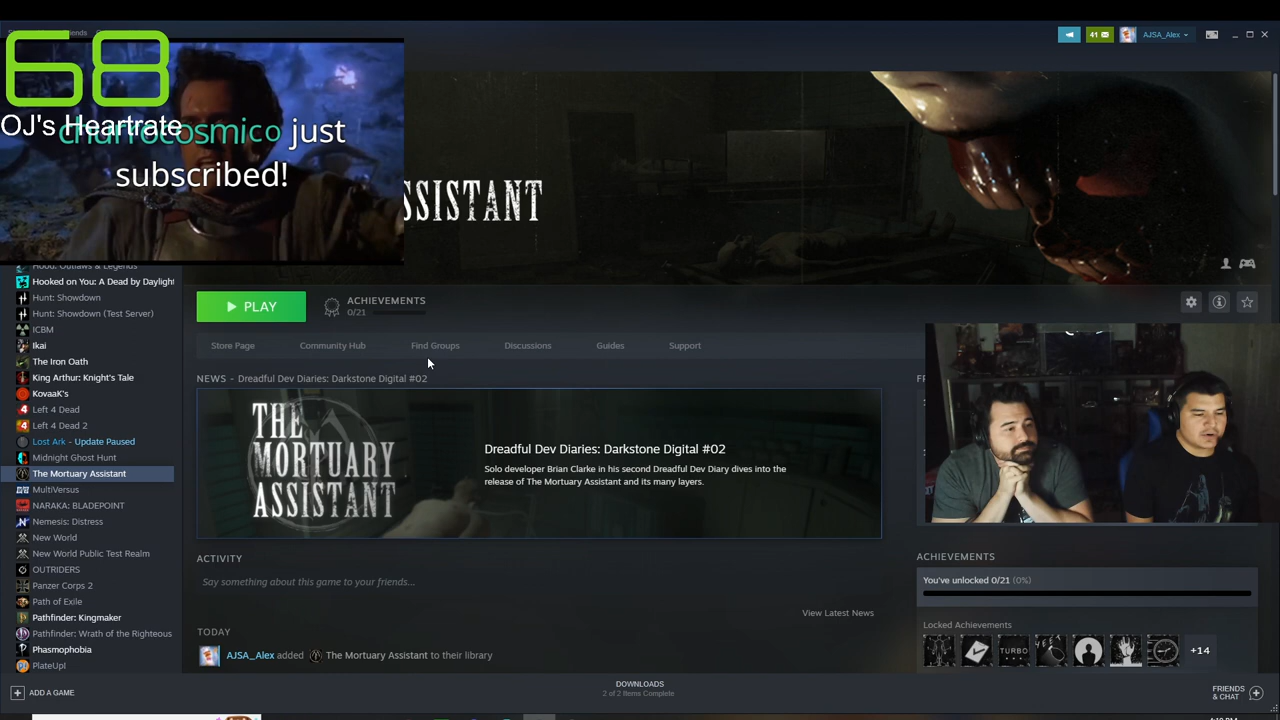 68
OJ's Heartrate
churrocosmico just
subscribed!
41
AJSA_Alex
SSISTANT
Hood: Outlaws & Legends
Hooked on You: A Dead by Daylight
Hunt: Showdown
Hunt: Showdown (Test Server)
ICBM
Ikai
The Iron Oath
King Arthur: Knight's Tale
KovaaK's
Left 4 Dead
Left 4 Dead 2
Lost Ark - Update Paused
Midnight Ghost Hunt
The Mortuary Assistant
MultiVersus
NARAKA: BLADEPOINT
Nemesis: Distress
New World
New World Public Test Realm
OUTRIDERS
Panzer Corps 2
Path of Exile
Pathfinder: Kingmaker
Pathfinder: Wrath of the Righteous
Phasmophobia
PlateUp!
ADD A GAME
PLAY
ACHIEVEMENTS
0/21
Store Page
Community Hub
Find Groups
Discussions
Guides
Support
NEWS - Dreadful Dev Diaries: Darkstone Digital #02
THE
MORTUARY
ASSISTANT
Dreadful Dev Diaries: Darkstone Digital #02
Solo developer Brian Clarke in his second Dreadful Dev Diary dives into the
release of The Mortuary Assistant and its many layers.
ACTIVITY
Say something about this game to your friends...
View Latest News
TODAY
AJSA_Alex added The Mortuary Assistant to their library
ACHIEVEMENTS
You've unlocked 0/21 (0%)
Locked Achievements
TURBO
+14
DOWNLOADS
2 of 2 Items Complete
FRIENDS
& CHAT